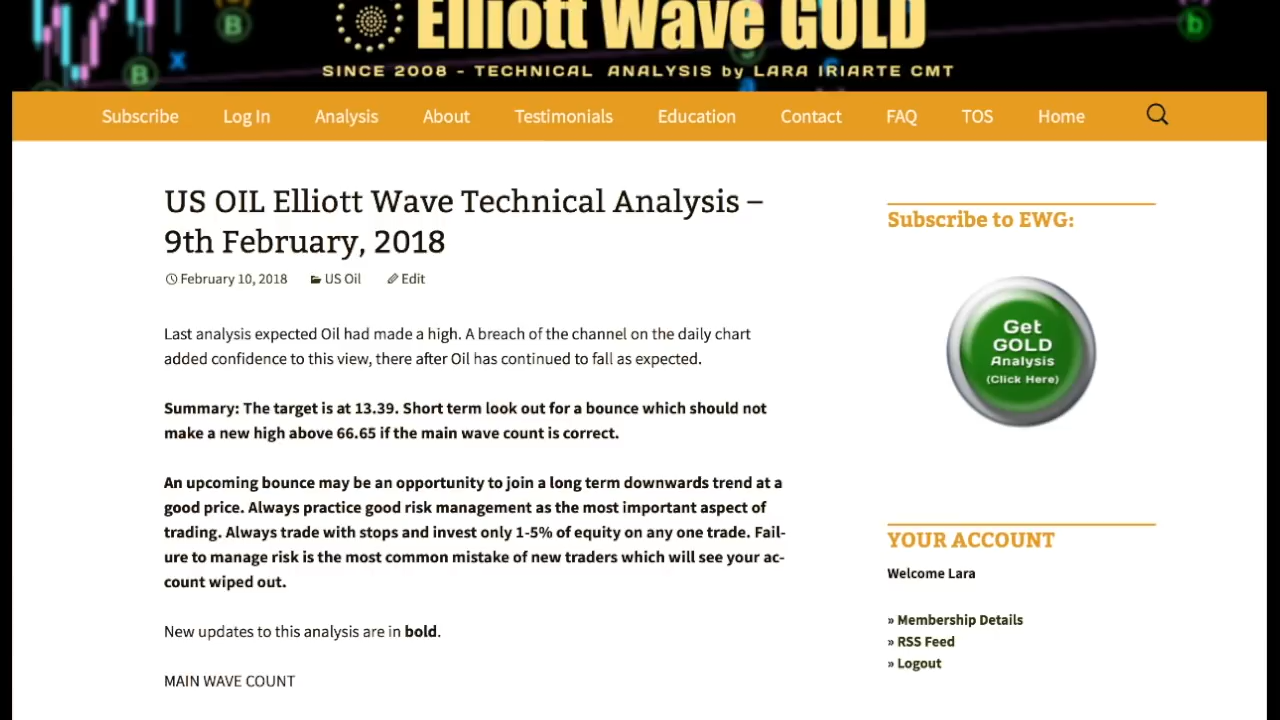 Elliott Wave GOLD
SINCE 2008 - TECHNICAL ANALYSIS by LARA IRIARTE CMT
Subscribe Log In Analysis About Testimonials Education Contact FAQ TOS Home
US OIL Elliott Wave Technical Analysis –
9th February, 2018
February 10, 2018 US Oil Edit
Last analysis expected Oil had made a high. A breach of the channel on the daily chart
added confidence to this view, there after Oil has continued to fall as expected.
Summary: The target is at 13.39. Short term look out for a bounce which should not
make a new high above 66.65 if the main wave count is correct.
An upcoming bounce may be an opportunity to join a long term downwards trend at a
good price. Always practice good risk management as the most important aspect of
trading. Always trade with stops and invest only 1-5% of equity on any one trade. Fail-
ure to manage risk is the most common mistake of new traders which will see your ac-
count wiped out.
New updates to this analysis are in bold.
MAIN WAVE COUNT
Subscribe to EWG:
Get
GOLD
Analysis
(Click Here)
YOUR ACCOUNT
Welcome Lara
» Membership Details
» RSS Feed
» Logout
B
B
x
b